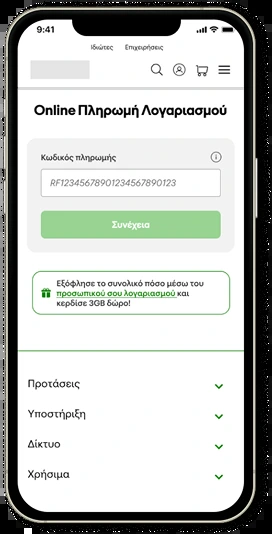 9:41
Ιδιώτες Επιχειρήσεις
Online Πληρωμή Λογαριασμού
Κωδικός πληρωμής
RF12345678901234567890123
Συνέχεια
Εξόφλησε το συνολικό πόσο μέσω του
προσωπικού σου λογαριασμού και
κερδίσε 3GB δώρο!
Προτάσεις
Υποστήριξη
Δίκτυο
Χρήσιμα